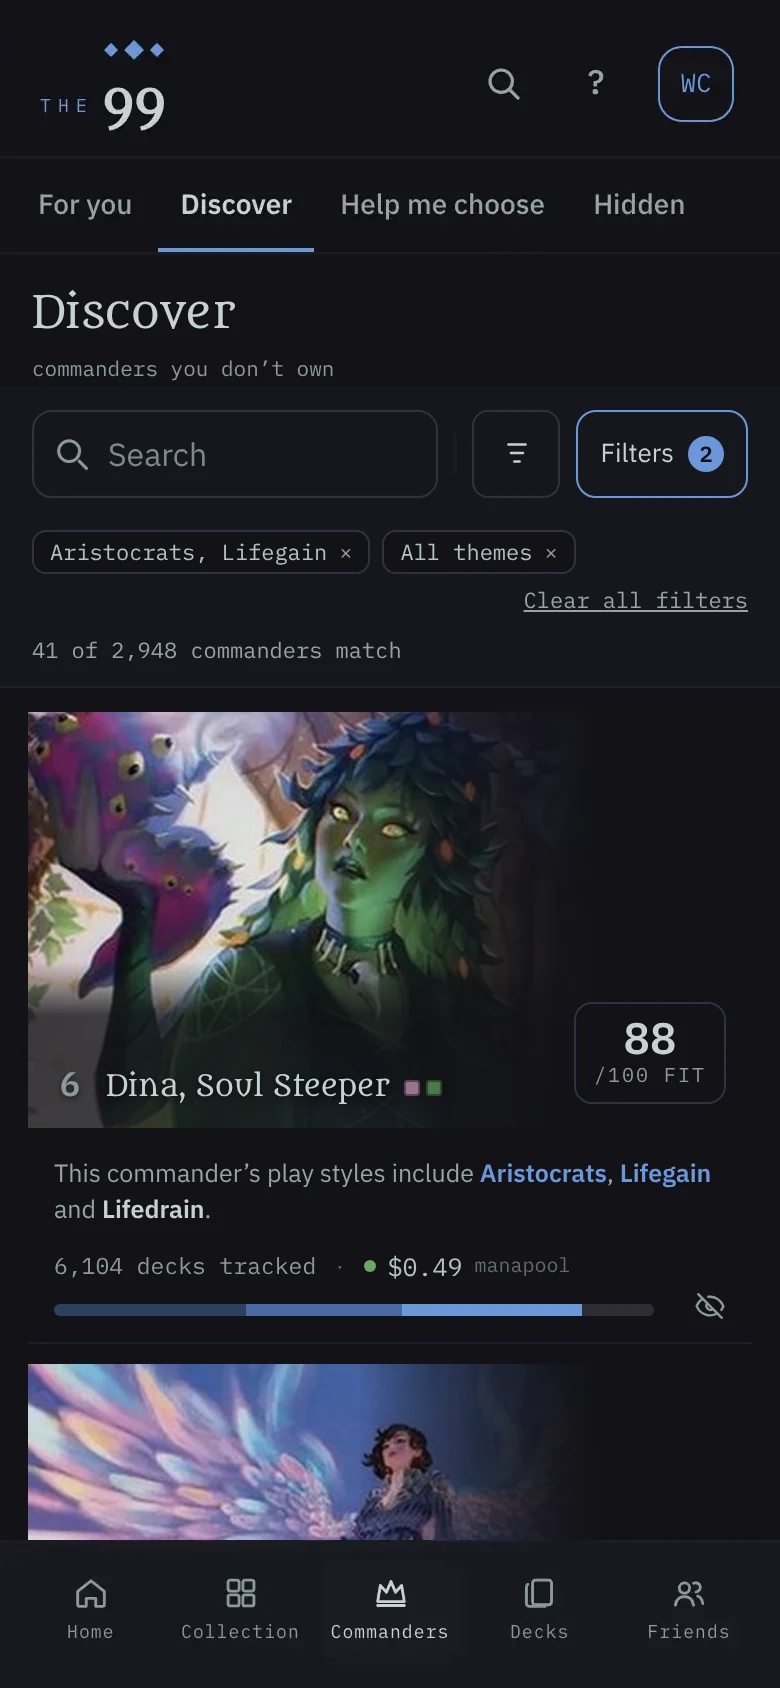 THE 99
? WC
For you Discover Help me choose Hidden
Discover
commanders you don’t own
Search Filters 2
Aristocrats, Lifegain × All themes ×
Clear all filters
41 of 2,948 commanders match
6 Dina, Soul Steeper
88
/100 FIT
This commander’s play styles include Aristocrats, Lifegain
and Lifedrain.
6,104 decks tracked · $0.49 manapool
Home Collection Commanders Decks Friends